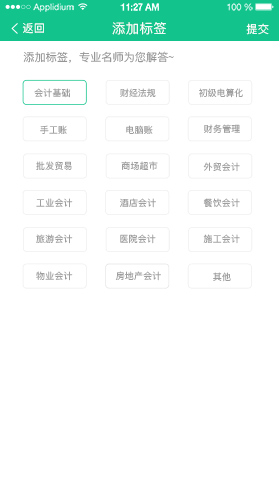 Applidium 11:27 AM 100 %
返回 添加标签 提交
添加标签，专业名师为您解答~
会计基础 财经法规 初级电算化
手工账 电脑账 财务管理
批发贸易 商场超市 外贸会计
工业会计 酒店会计 餐饮会计
旅游会计 医院会计 施工会计
物业会计 房地产会计 其他